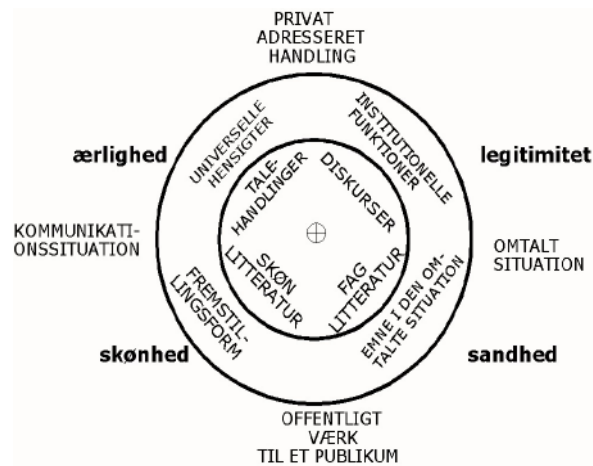 PRIVAT
ADRESSERET
HANDLING
UNIVERSELLE
HENSIGTER
INSTITUTIONELLE
FUNKTIONER
ærlighed
legitimitet
TALE-
HANDLINGER
DISKURSER
KOMMUNIKATI-
ONSSITUATION
OMTALT
SITUATION
SKØN
LITTERATUR
FAG
LITTERATUR
FREMSTIL-
LINGSFORM
EMNE I DEN OM-
TALTE SITUATION
skønhed
sandhed
OFFENTLIGT
VÆRK
TIL ET PUBLIKUM